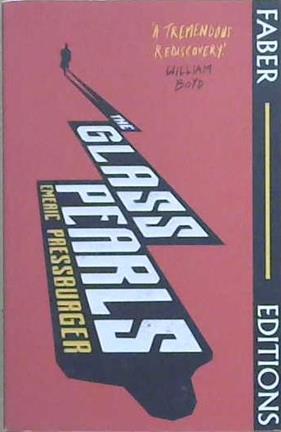 'A TREMENDOUS
REDISCOVERY.'
WILLIAM
BOYD
THE
GLASS
PEARLS
EMERIC PRESSBURGER
FABER EDITIONS